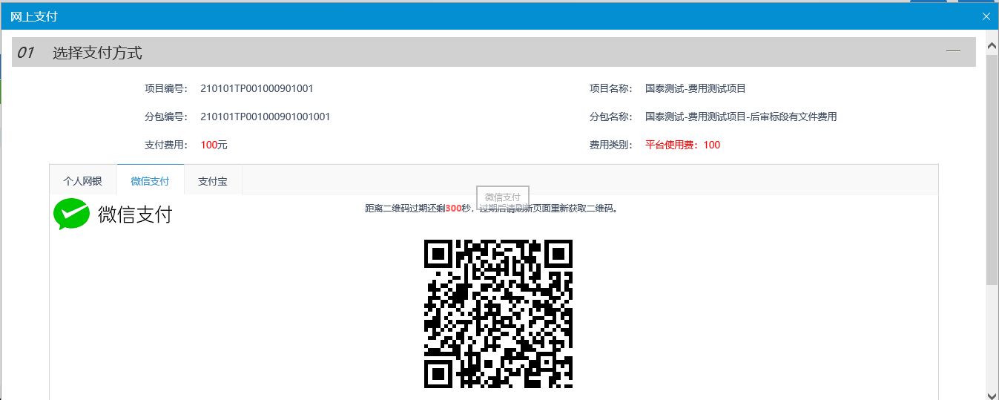 网上支付
01 选择支付方式
项目编号： 210101TP001000901001 项目名称： 国泰测试-费用测试项目
分包编号： 210101TP001000901001001 分包名称： 国泰测试-费用测试项目-后审标段有文件费用
支付费用： 100元 费用类别： 平台使用费：100
个人网银 微信支付 支付宝
微信支付
微信支付
距离二维码过期还剩300秒，过期后请刷新页面重新获取二维码。